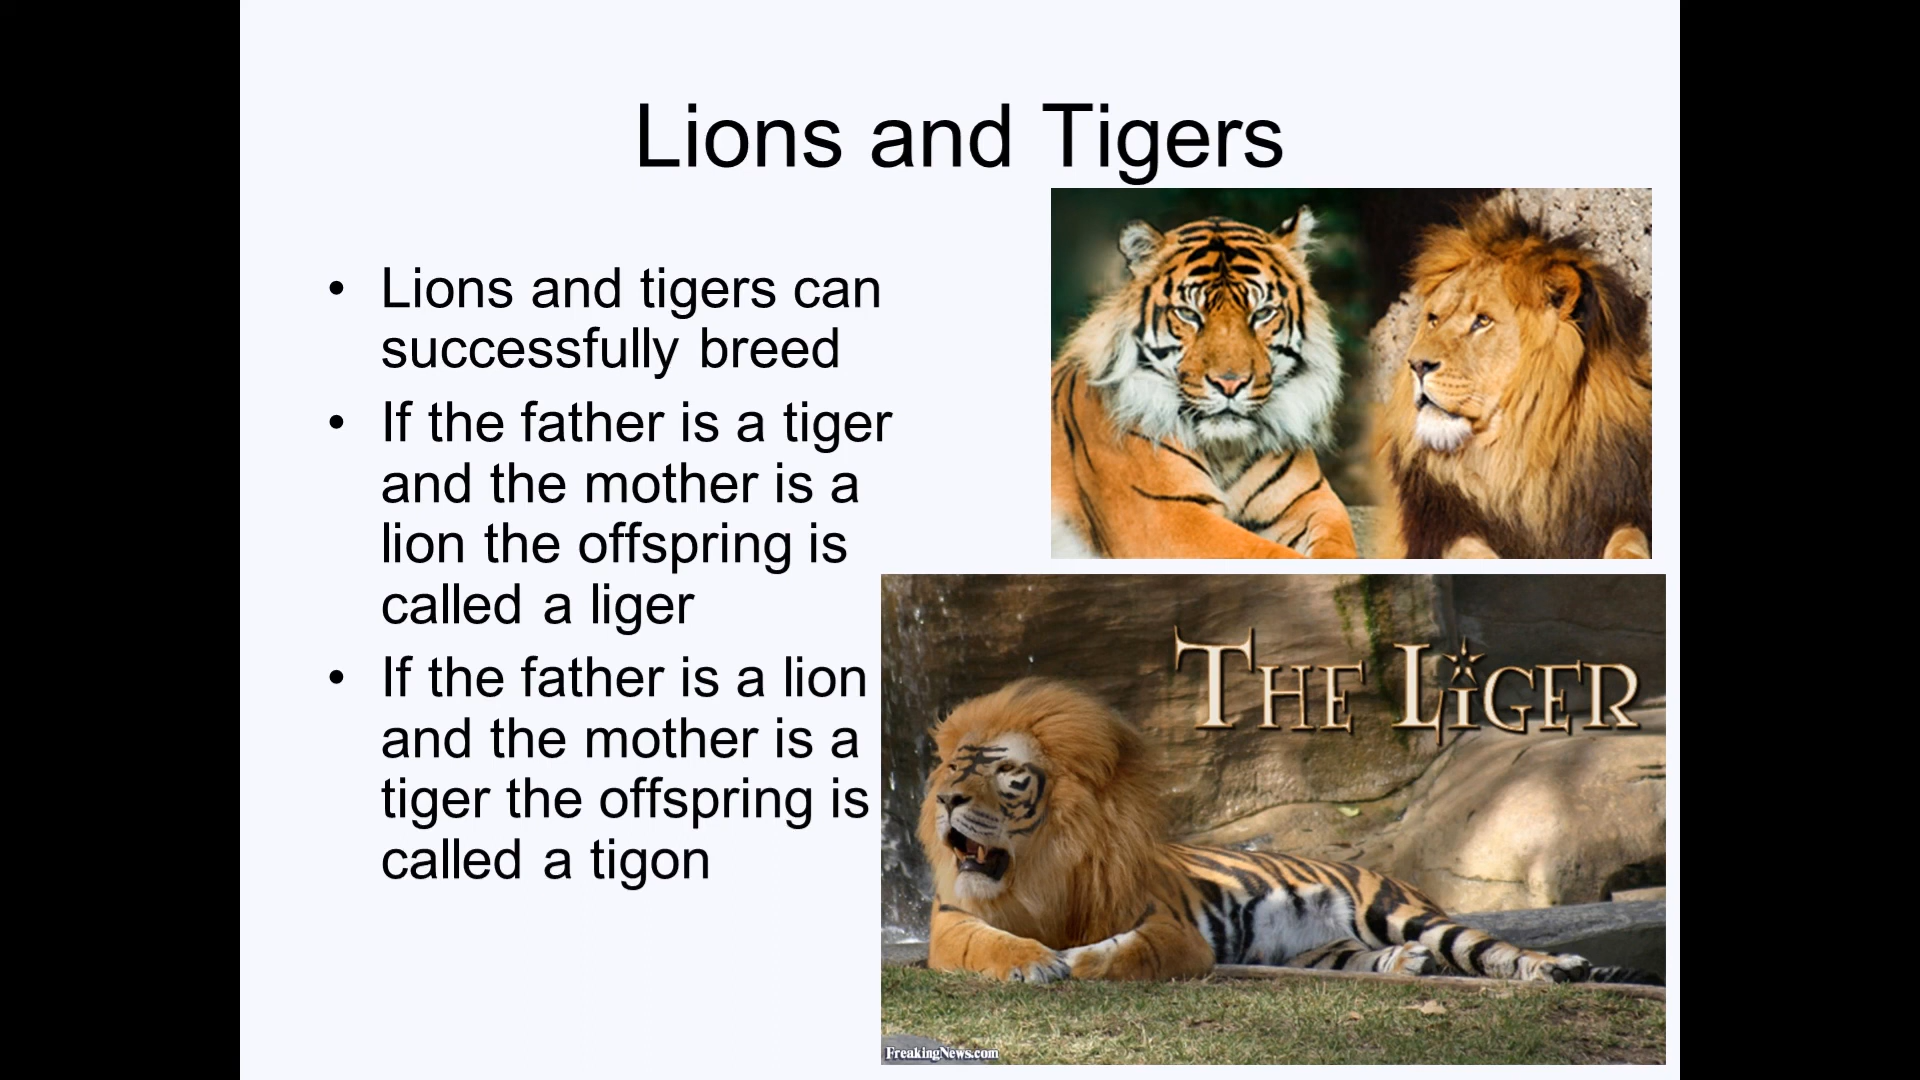 Lions and Tigers
• Lions and tigers can
successfully breed
• If the father is a tiger
and the mother is a
lion the offspring is
called a liger
• If the father is a lion
and the mother is a
tiger the offspring is
called a tigon
THE LIGER
FreakingNews.com